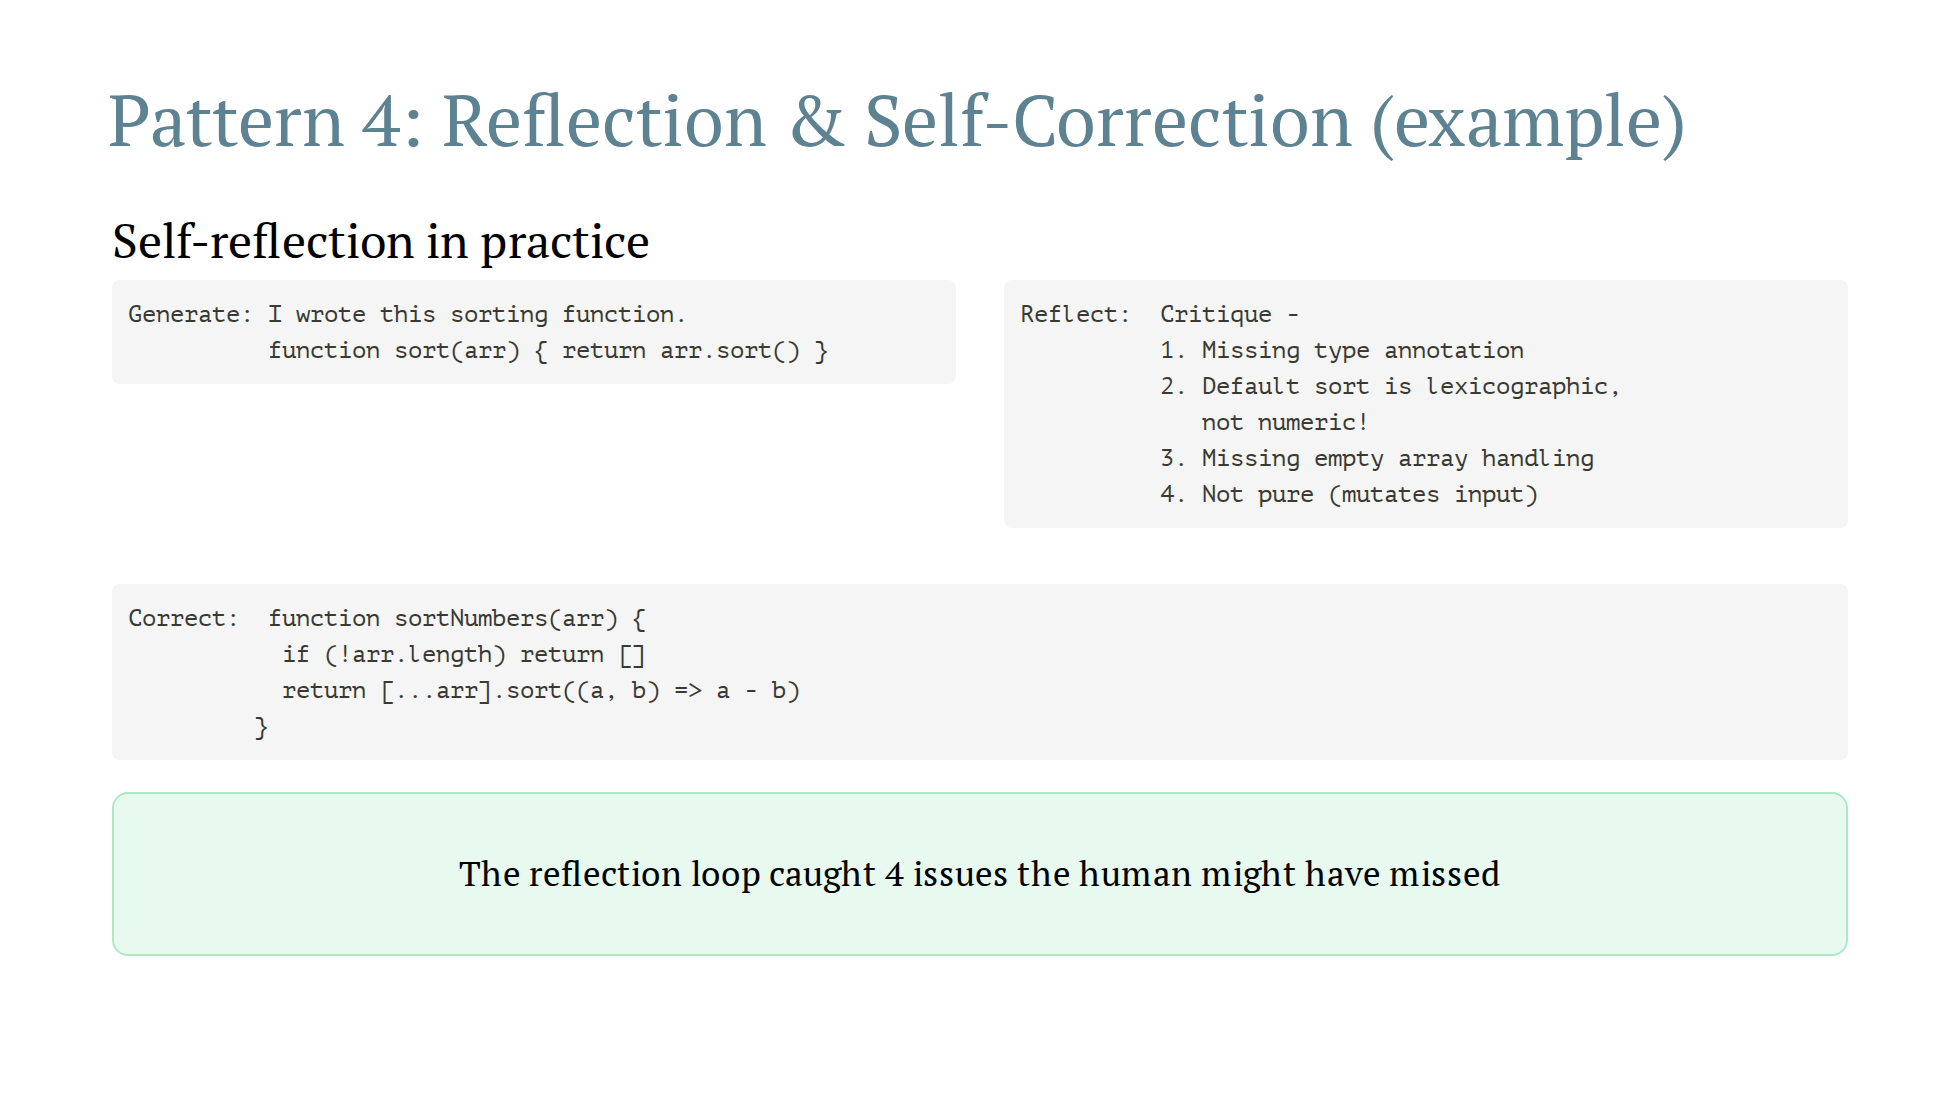 Pattern 4: Reflection & Self-Correction (example)
Self-reflection in practice
Generate: I wrote this sorting function.
function sort(arr) { return arr.sort() }
Reflect:  Critique -
1. Missing type annotation
2. Default sort is lexicographic,
not numeric!
3. Missing empty array handling
4. Not pure (mutates input)
Correct:  function sortNumbers(arr) {
if (!arr.length) return []
return [...arr].sort((a, b) => a - b)
}
The reflection loop caught 4 issues the human might have missed